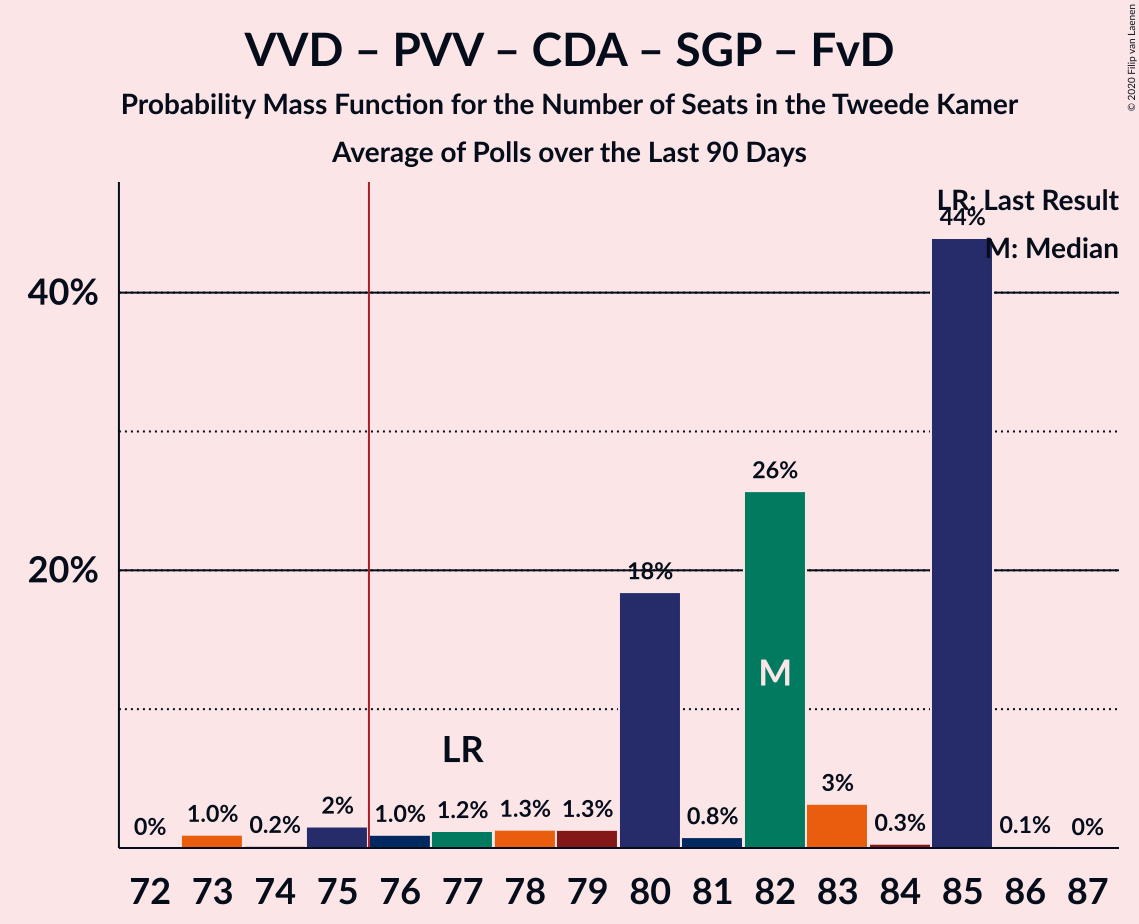 VVD – PVV – CDA – SGP – FvD
Probability Mass Function for the Number of Seats in the Tweede Kamer
Average of Polls over the Last 90 Days
© 2020 Filip van Laenen
LR: Last Result
M: Median
44%
40%
26%
20%
18%
M
LR
0%
1.0%
0.2%
2%
1.0%
1.2%
1.3%
1.3%
0.8%
3%
0.3%
0.1%
0%
72 73 74 75 76 77 78 79 80 81 82 83 84 85 86 87